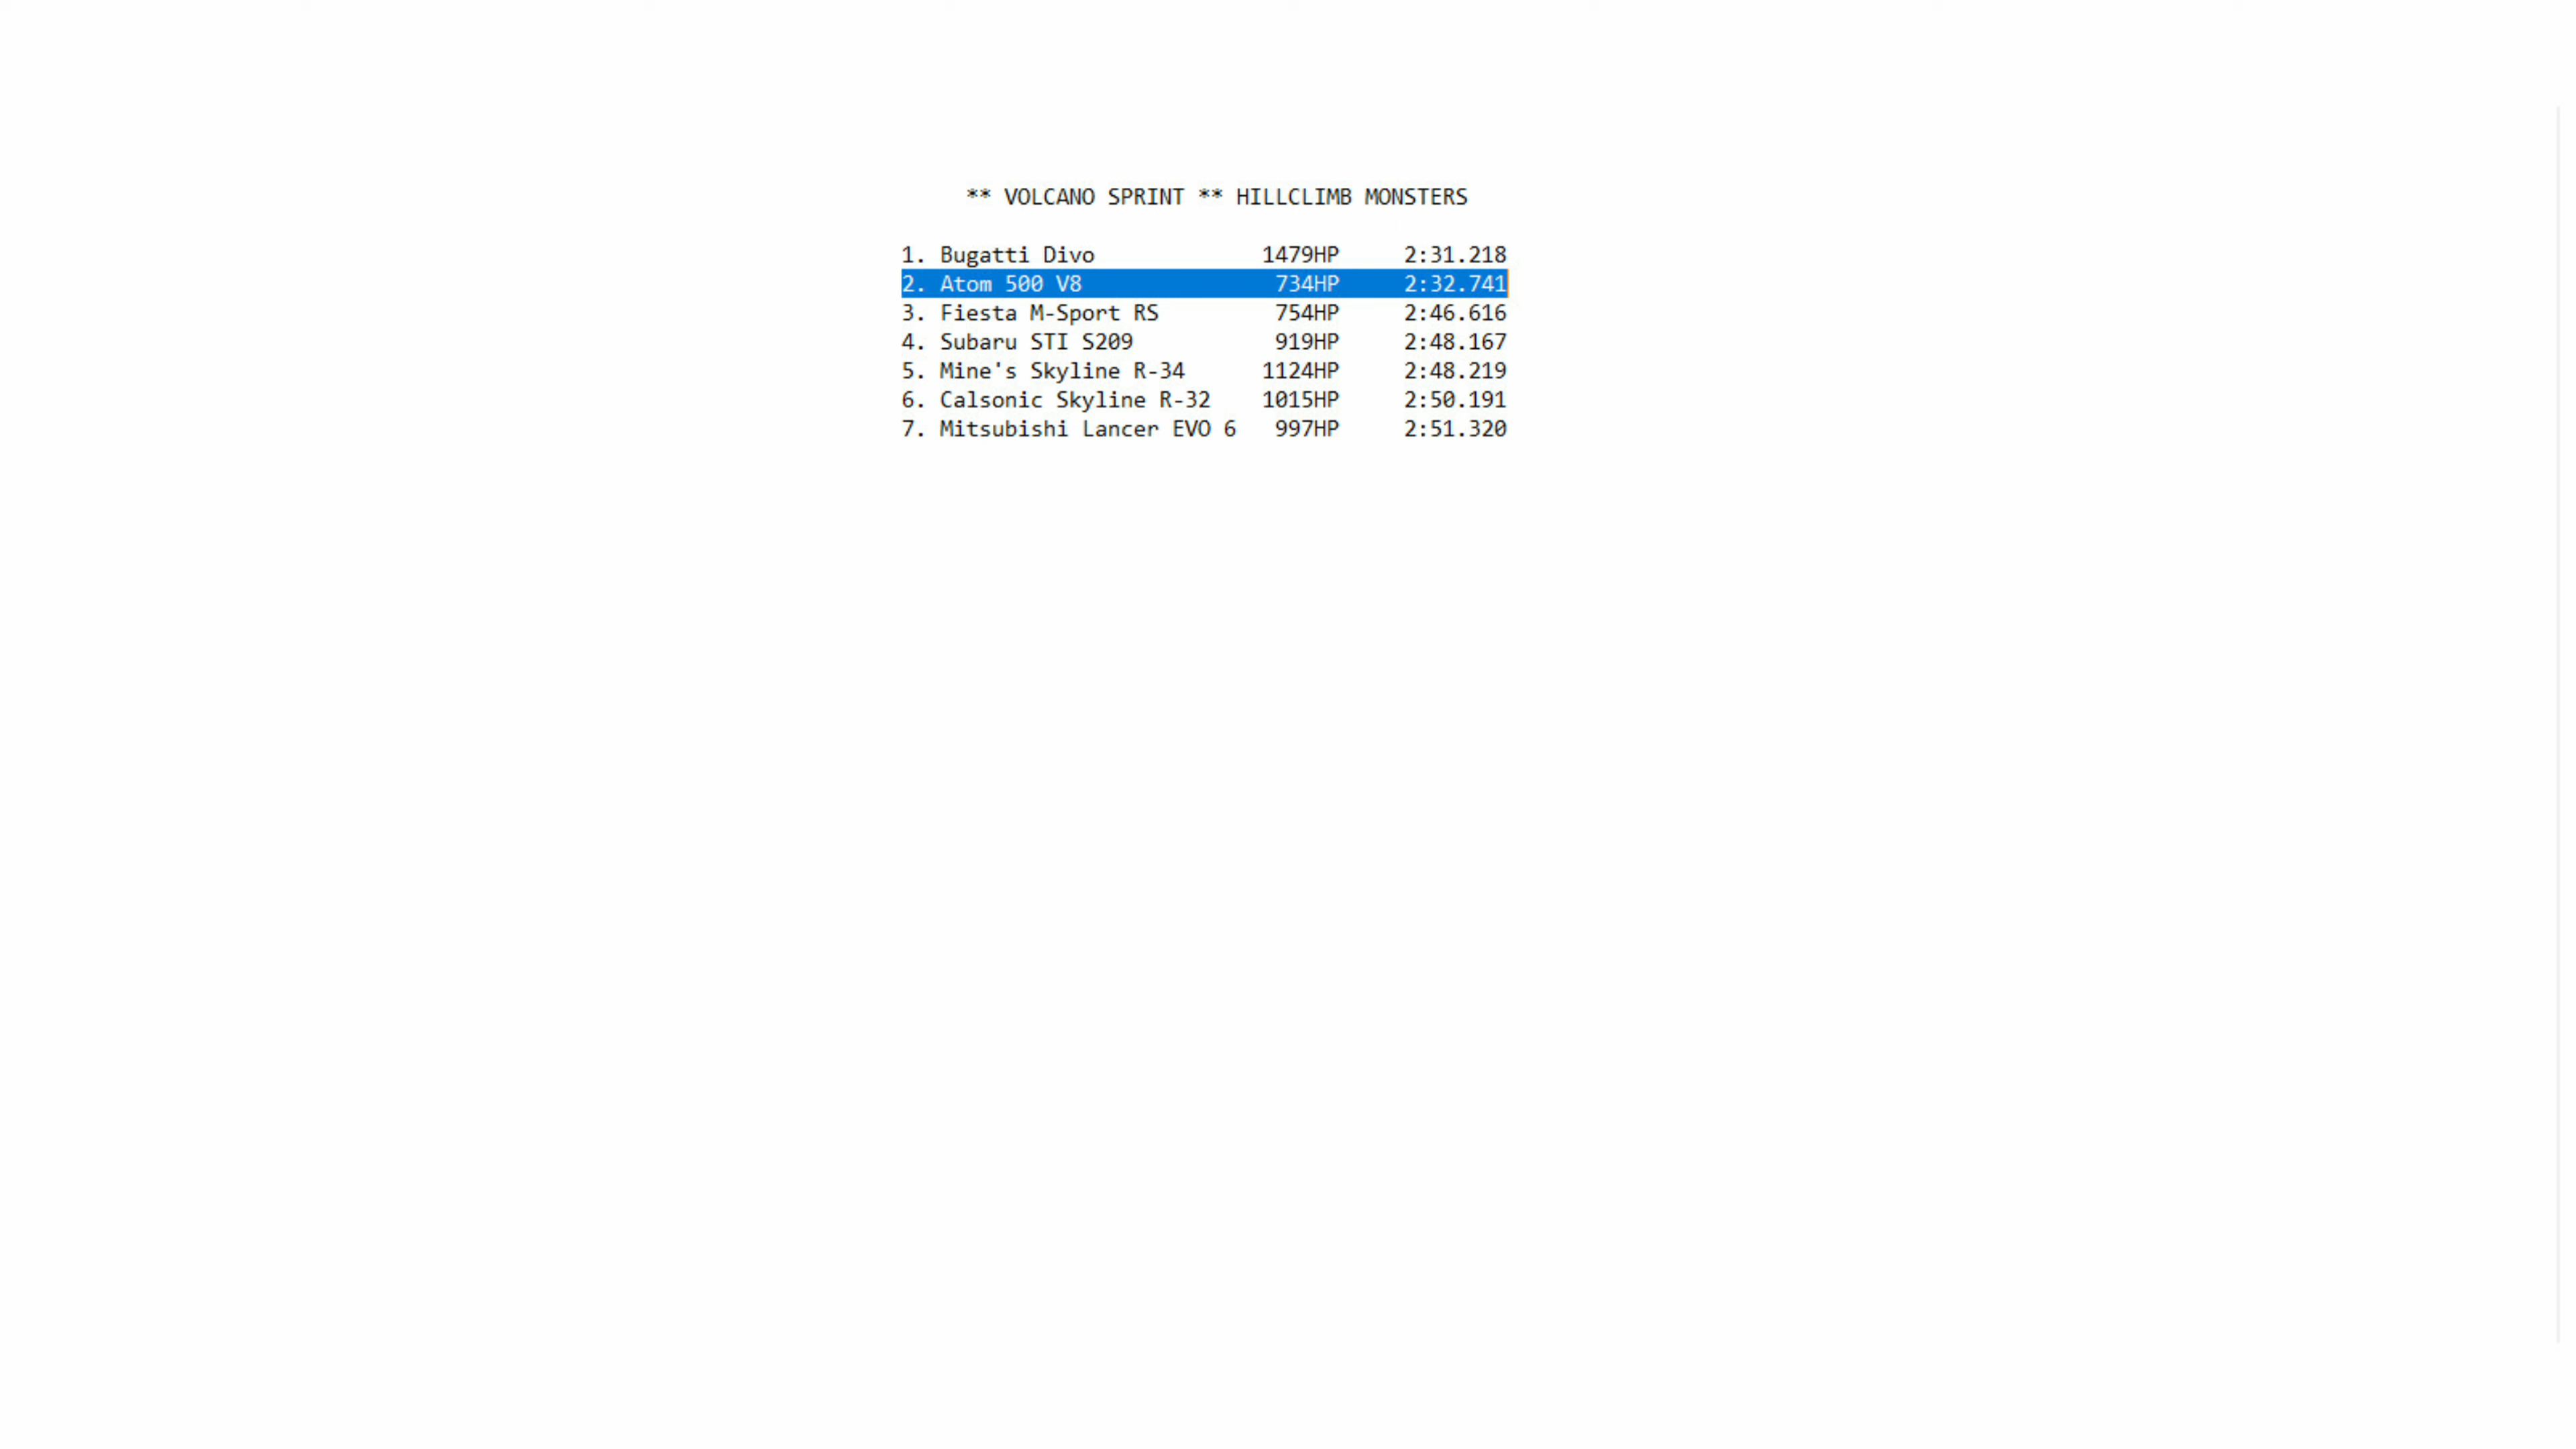 ** VOLCANO SPRINT ** HILLCLIMB MONSTERS
1. Bugatti Divo 1479HP 2:31.218
2. Atom 500 V8 734HP 2:32.741
3. Fiesta M-Sport RS 754HP 2:46.616
4. Subaru STI S209 919HP 2:48.167
5. Mine's Skyline R-34 1124HP 2:48.219
6. Calsonic Skyline R-32 1015HP 2:50.191
7. Mitsubishi Lancer EVO 6 997HP 2:51.320